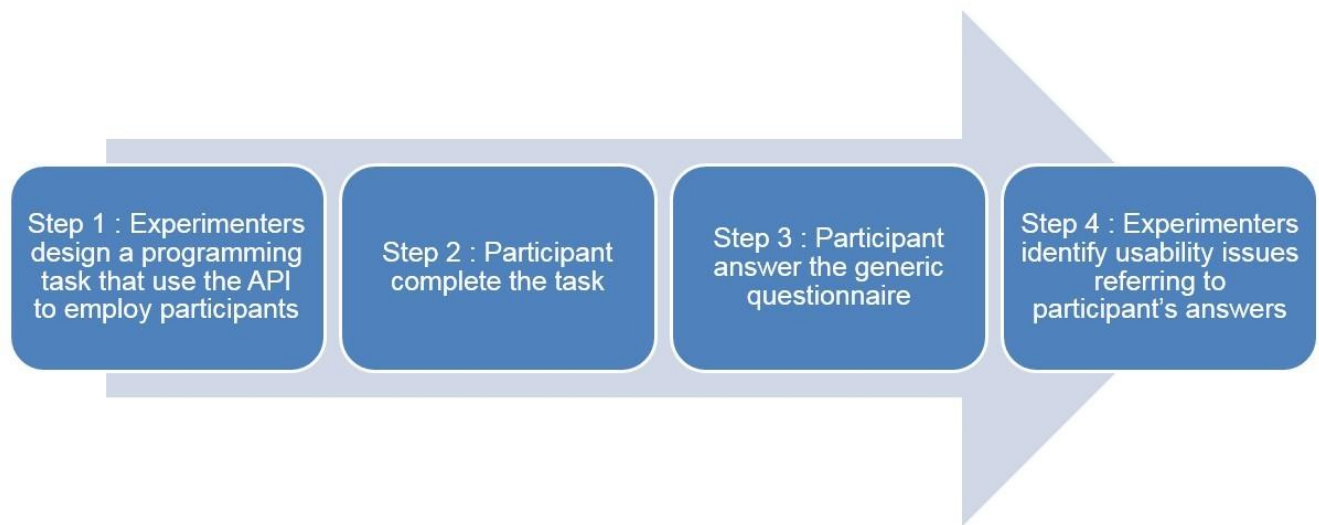 Step 1 : Experimenters
design a programming
task that use the API
to employ participants
Step 2 : Participant
complete the task
Step 3 : Participant
answer the generic
questionnaire
Step 4 : Experimenters
identify usability issues
referring to
participant’s answers